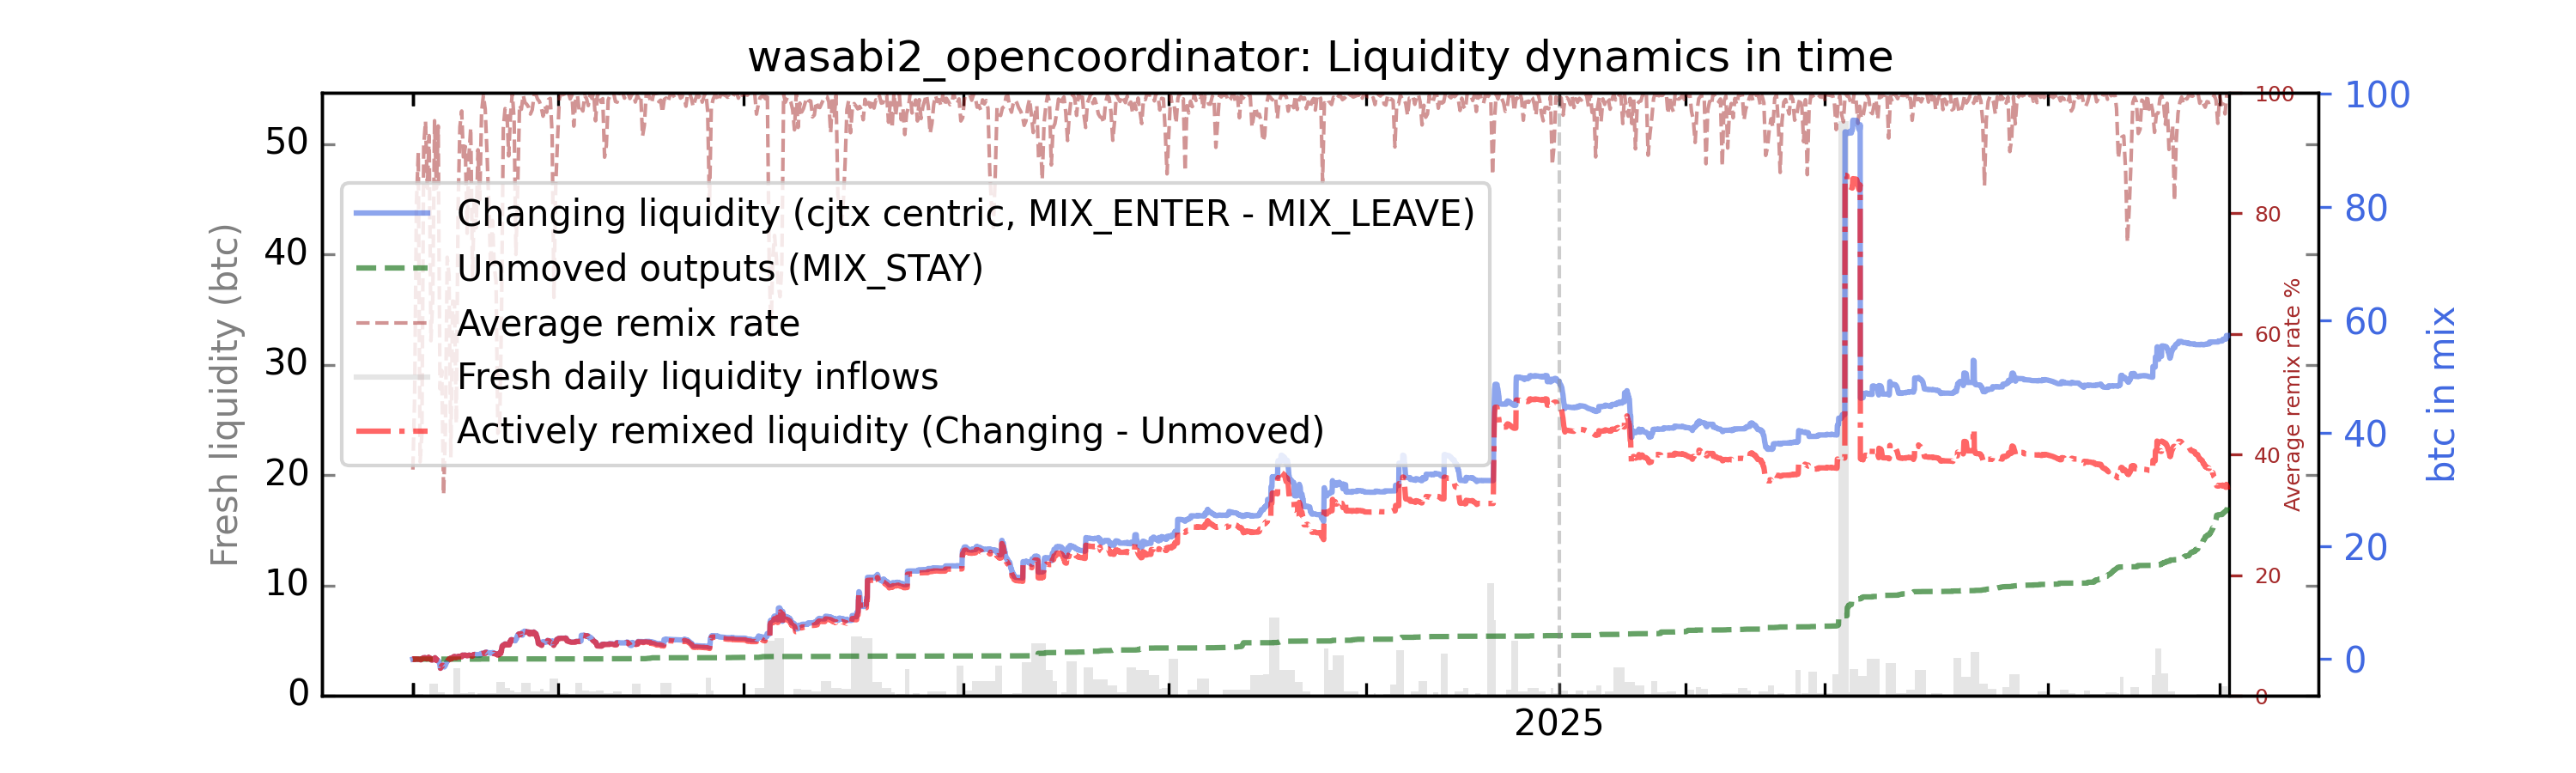 wasabi2_opencoordinator: Liquidity dynamics in time
Fresh liquidity (btc)
50
40
30
20
10
0
Changing liquidity (cjtx centric, MIX_ENTER - MIX_LEAVE)
Unmoved outputs (MIX_STAY)
Average remix rate
Fresh daily liquidity inflows
Actively remixed liquidity (Changing - Unmoved)
2025
100
80
60
40
20
0
Average remix rate %
100
80
60
40
20
0
btc in mix